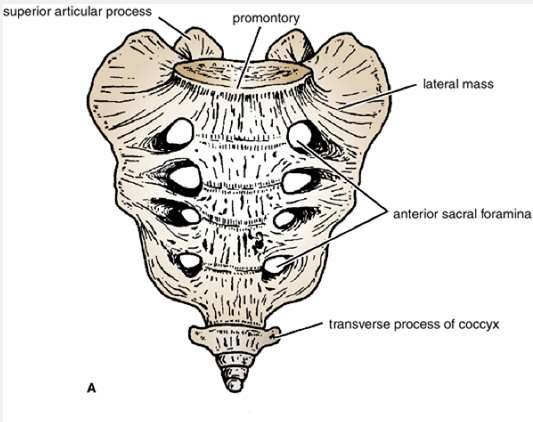 superior articular process
promontory
lateral mass
anterior sacral foramina
transverse process of coccyx
A